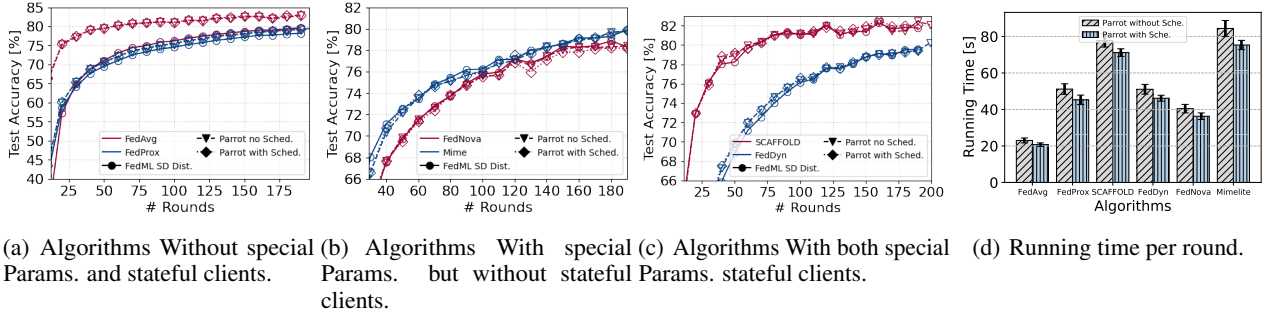 85
80
75
70
65
60
55
50
45
40
Test Accuracy [%]
25 50 75 100 125 150 175
# Rounds
FedAvg
FedProx
FedML SD Dist.
Parrot no Sched.
Parrot with Sched.
82
80
78
76
74
72
70
68
66
Test Accuracy [%]
40 60 80 100 120 140 160 180
# Rounds
FedNova
Mime
FedML SD Dist.
Parrot no Sched.
Parrot with Sched.
82
80
78
76
74
72
70
68
66
Test Accuracy [%]
25 50 75 100 125 150 175 200
# Rounds
SCAFFOLD
FedDyn
FedML SD Dist.
Parrot no Sched.
Parrot with Sched.
80
60
40
20
0
Running Time [s]
Parrot without Sche.
Parrot with Sche.
FedAvg FedProx SCAFFOLD FedDyn FedNova Mimelite
Algorithms
(a) Algorithms Without special
Params. and stateful clients.
(b) Algorithms With special
Params. but without stateful
clients.
(c) Algorithms With both special
Params. stateful clients.
(d) Running time per round.